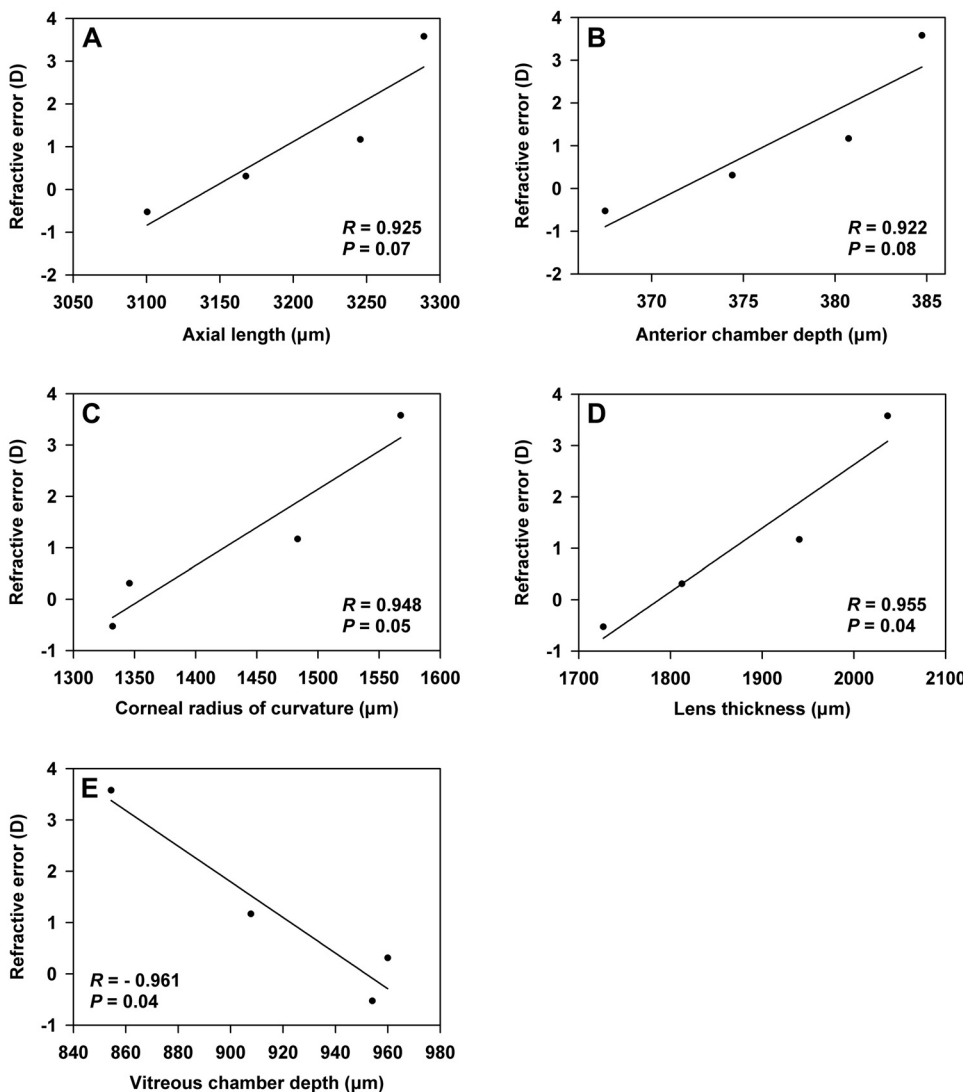 A
Refractive error (D)
4
3
2
1
0
-1
-2
3050 3100 3150 3200 3250 3300
Axial length (µm)
R = 0.925
P = 0.07
B
Refractive error (D)
4
3
2
1
0
-1
-2
370 375 380 385
Anterior chamber depth (µm)
R = 0.922
P = 0.08
C
Refractive error (D)
4
3
2
1
0
-1
1300 1350 1400 1450 1500 1550 1600
Corneal radius of curvature (µm)
R = 0.948
P = 0.05
D
Refractive error (D)
4
3
2
1
0
-1
1700 1800 1900 2000 2100
Lens thickness (µm)
R = 0.955
P = 0.04
E
Refractive error (D)
4
3
2
1
0
-1
840 860 880 900 920 940 960 980
Vitreous chamber depth (µm)
R = - 0.961
P = 0.04